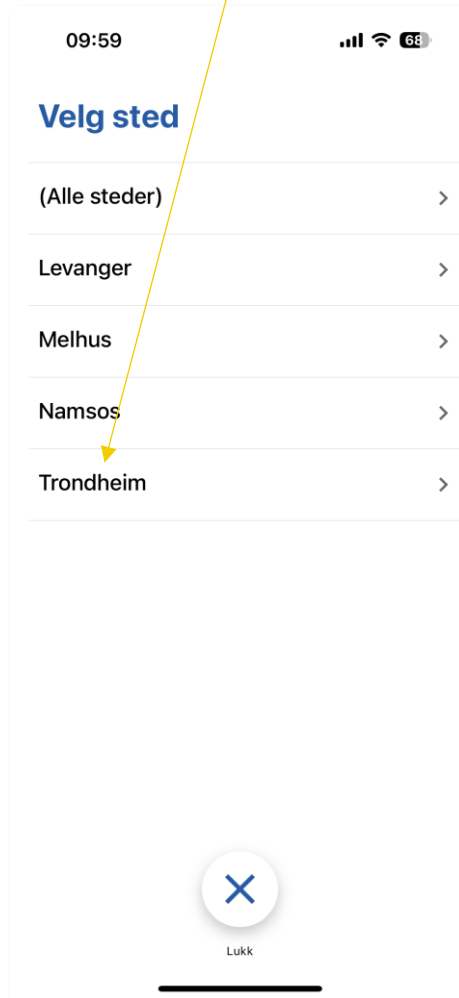 09:59
68
Velg sted
(Alle steder)
Levanger
Melhus
Namsos
Trondheim
Lukk